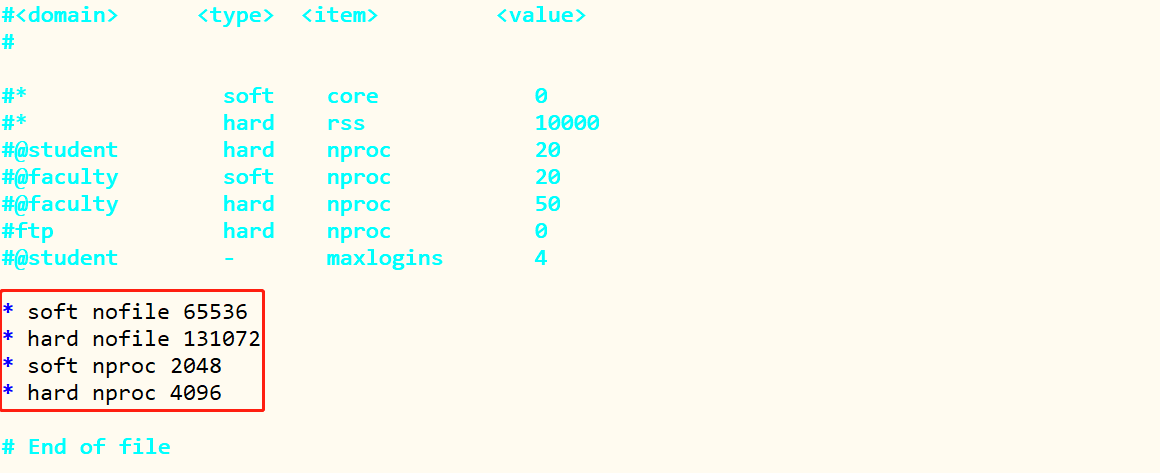 #<domain>      <type>  <item>         <value>
#
#*               soft    core            0
#*               hard    rss             10000
#@student        hard    nproc           20
#@faculty        soft    nproc           20
#@faculty        hard    nproc           50
#ftp             hard    nproc           0
#@student        -       maxlogins       4
* soft nofile 65536
* hard nofile 131072
* soft nproc 2048
* hard nproc 4096
# End of file